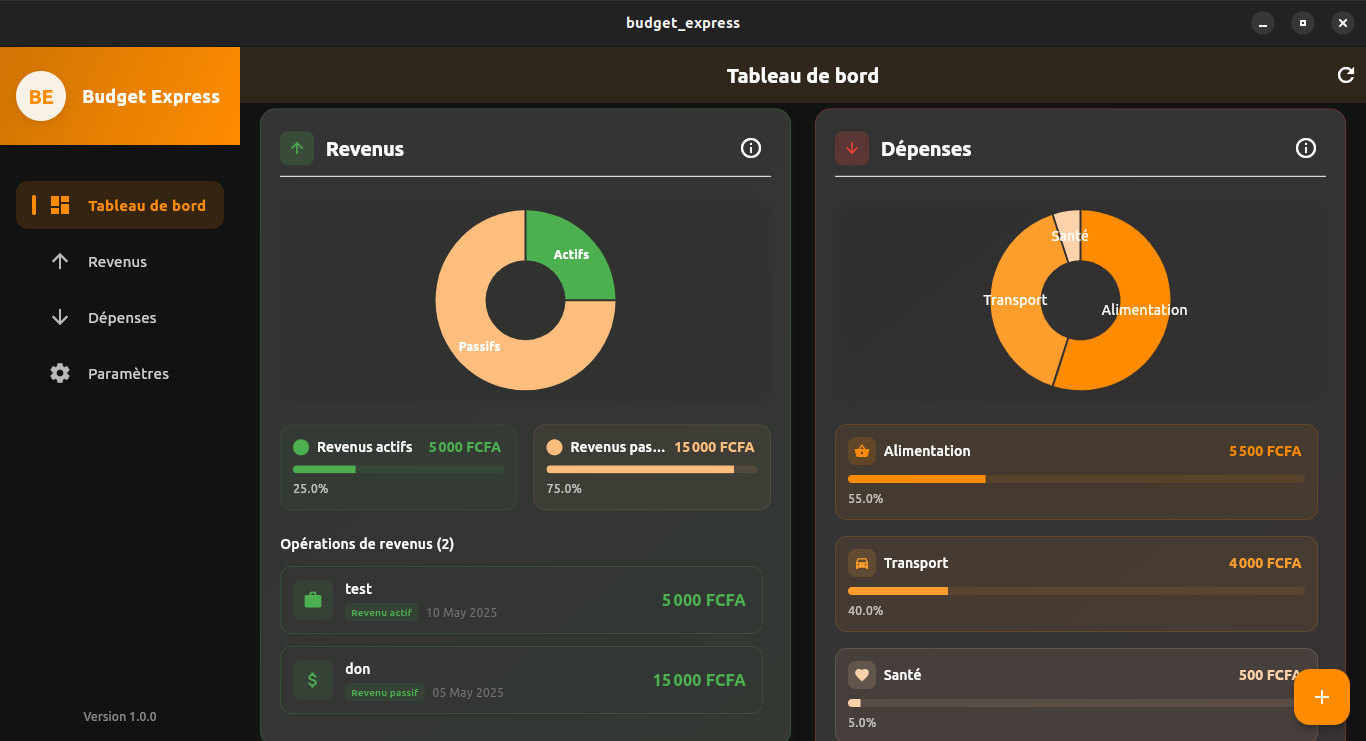 budget_express
BE
Budget Express
Tableau de bord
Revenus
Dépenses
Paramètres
Version 1.0.0
Tableau de bord
Revenus
Actifs
Passifs
Revenus actifs 5 000 FCFA
25.0%
Revenus pas... 15 000 FCFA
75.0%
Opérations de revenus (2)
test
Revenu actif 10 May 2025
5 000 FCFA
don
Revenu passif 05 May 2025
15 000 FCFA
Dépenses
Santé
Transport
Alimentation
Alimentation 5 500 FCFA
55.0%
Transport 4 000 FCFA
40.0%
Santé 500 FCFA
5.0%